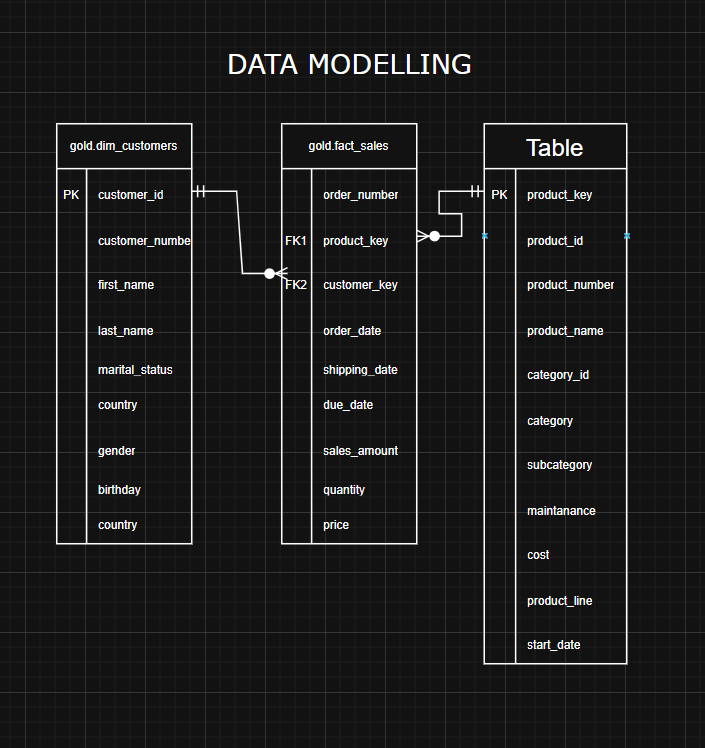 DATA MODELLING
gold.dim_customers
PK customer_id
customer_numbe
first_name
last_name
marital_status
country
gender
birthday
country
gold.fact_sales
order_number
FK1 product_key
FK2 customer_key
order_date
shipping_date
due_date
sales_amount
quantity
price
Table
PK product_key
product_id
product_number
product_name
category_id
category
subcategory
maintanance
cost
product_line
start_date